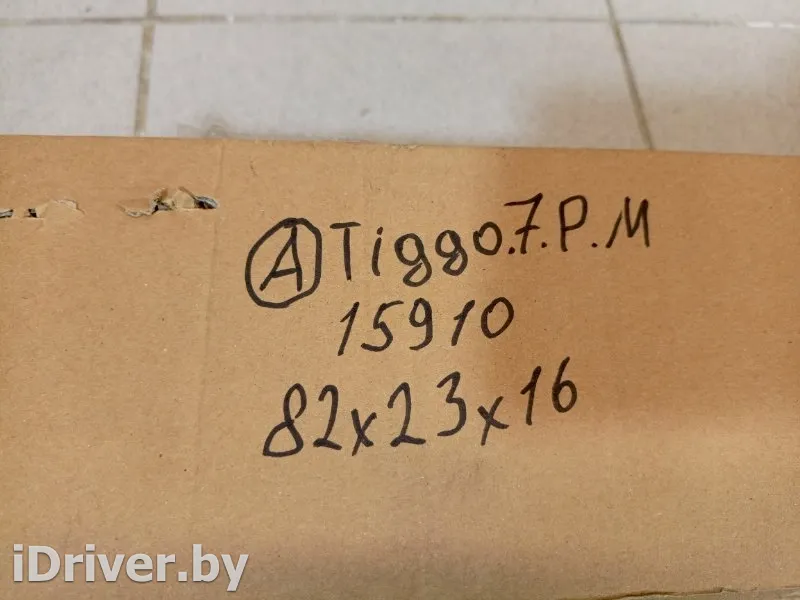 A Tiggo.7.P.M
15910
82x23x16
iDriver.by